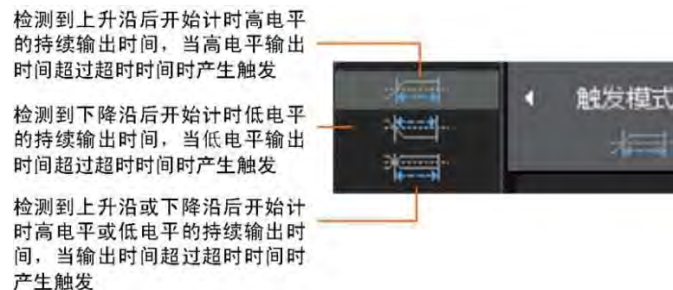 检测到上升沿后开始计时高电平
的持续输出时间，当高电平输出
时间超过超时时间时产生触发
检测到下降沿后开始计时低电平
的持续输出时间，当低电平输出
时间超过超时时间时产生触发
检测到上升沿或下降沿后开始计
时高电平或低电平的持续输出时
间，当输出时间超过超时时间时
产生触发
触发模式